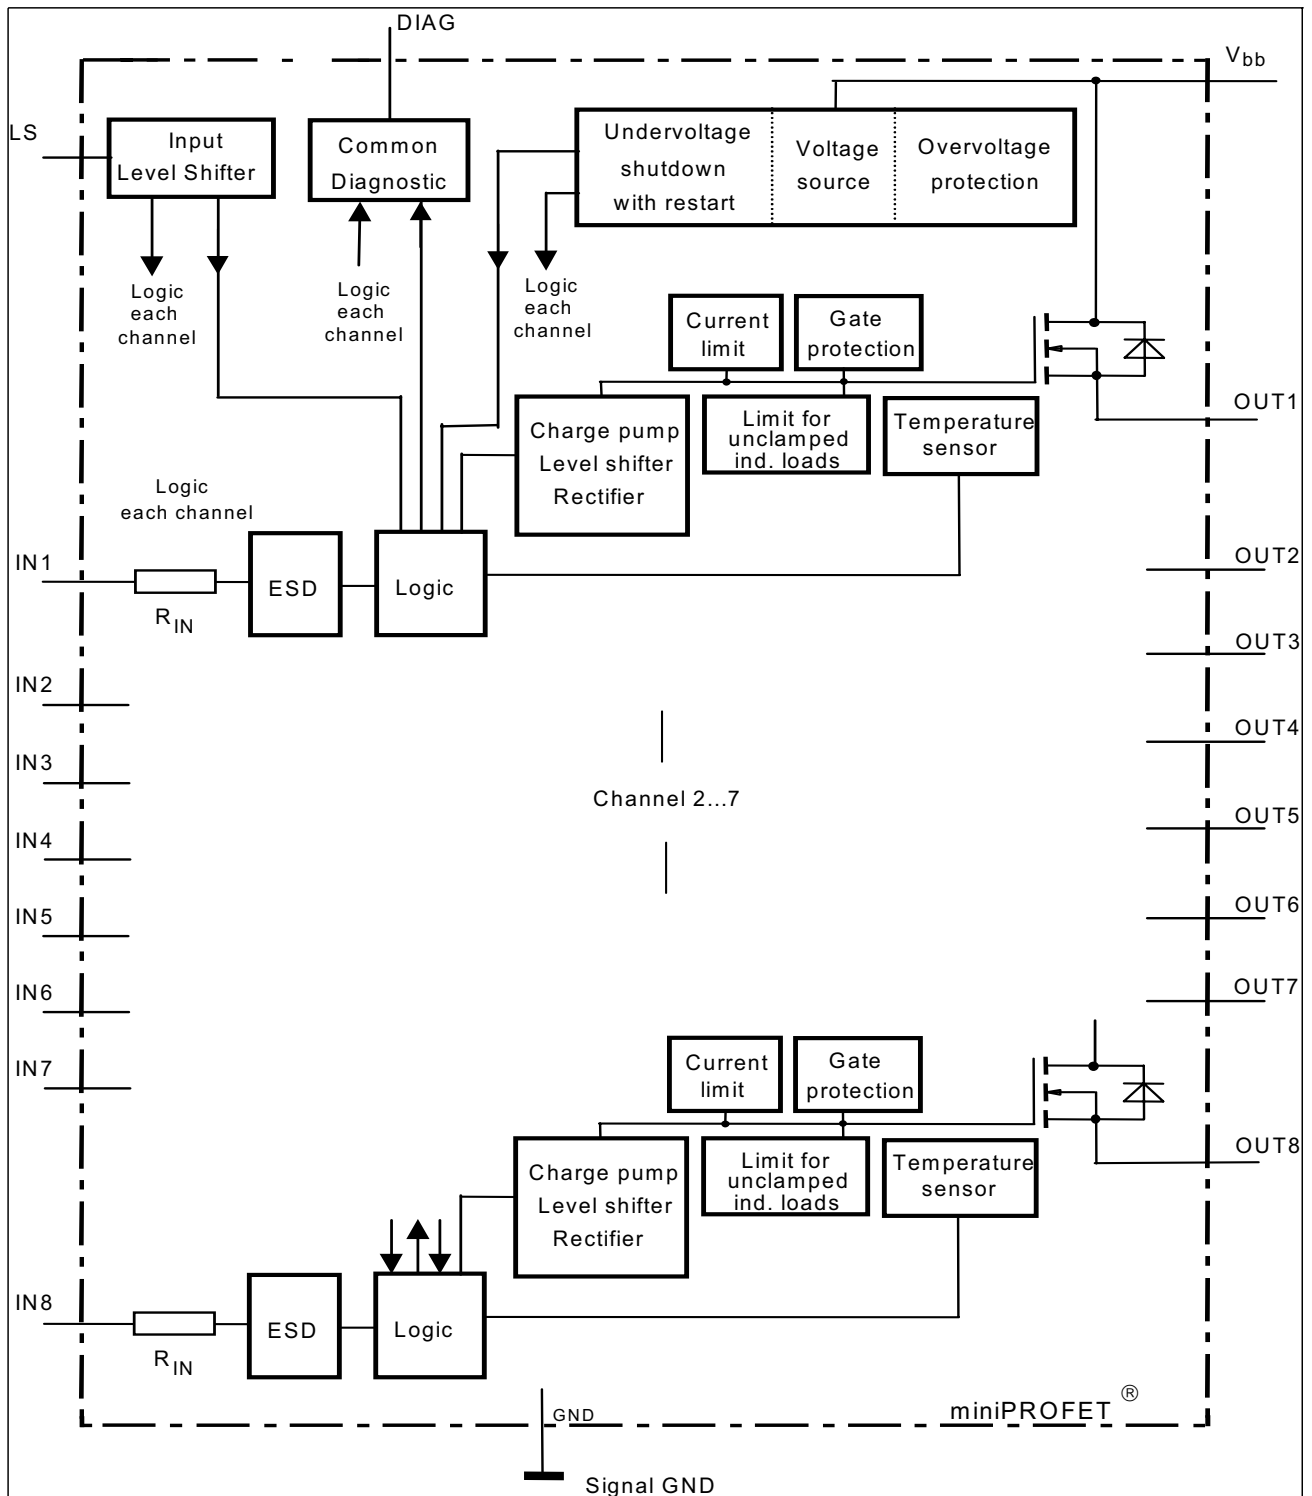 DIAG
Vbb
LS
Input
Level Shifter
Common
Diagnostic
Undervoltage
shutdown
with restart
Voltage
source
Overvoltage
protection
Logic
each
channel
Logic
each
channel
Logic
each
channel
Current
limit
Gate
protection
OUT1
Charge pump
Level shifter
Rectifier
Limit for
unclamped
ind. loads
Temperature
sensor
Logic
each channel
IN1
RIN
ESD
Logic
OUT2
OUT3
IN2
OUT4
IN3
Channel 2...7
OUT5
IN4
OUT6
IN5
OUT7
IN6
IN7
Current
limit
Gate
protection
OUT8
Charge pump
Level shifter
Rectifier
Limit for
unclamped
ind. loads
Temperature
sensor
IN8
RIN
ESD
Logic
GND
miniPROFET ®
Signal GND